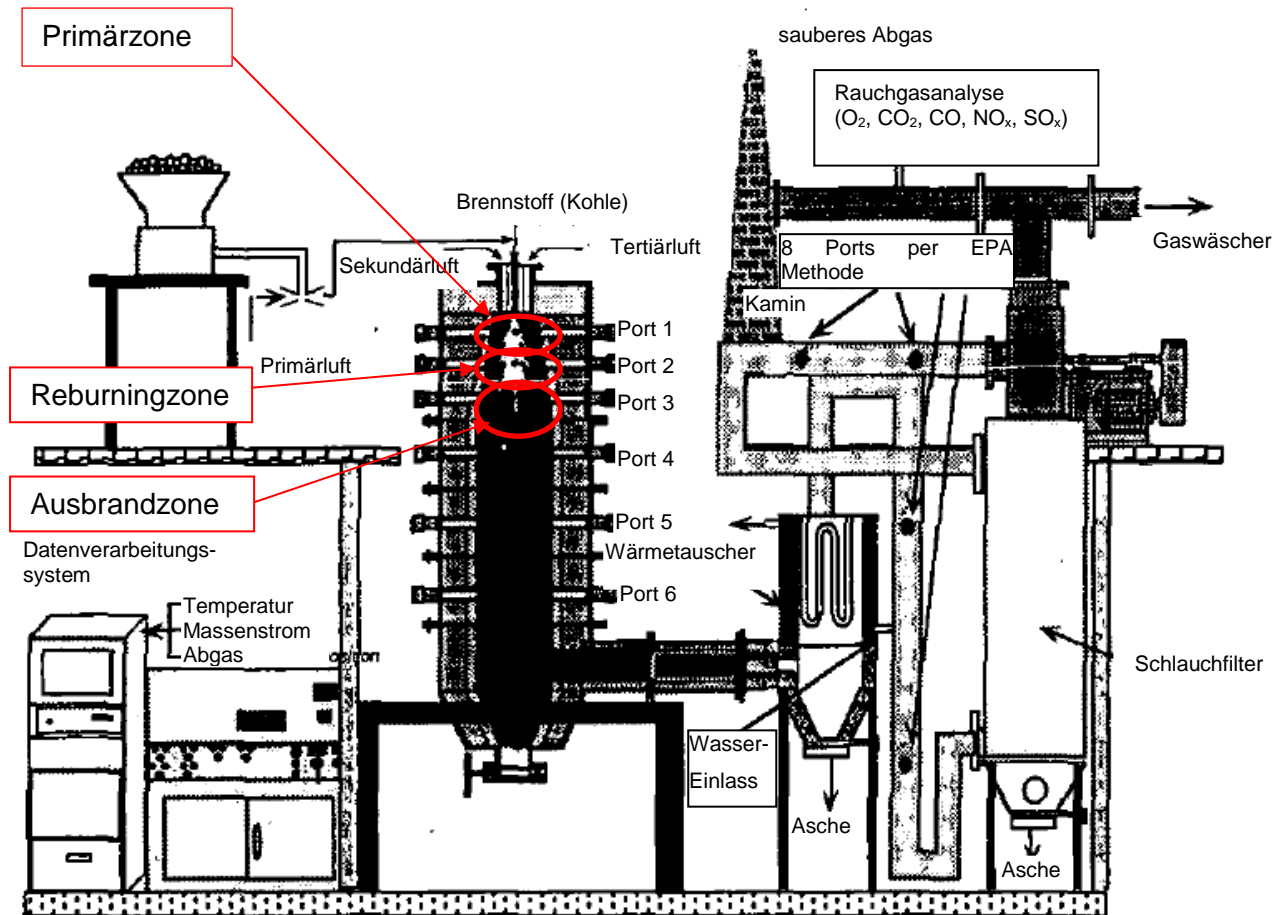 Primärzone
sauberes Abgas
Rauchgasanalyse
(O₂, CO₂, CO, NOₓ, SOₓ)
Brennstoff (Kohle)
Sekundärluft
Tertiärluft
8 Ports per EPA
Methode
Gaswäscher
Kamin
Port 1
Primärluft
Port 2
Reburningzone
Port 3
Port 4
Ausbrandzone
Port 5
Datenverarbeitungs-
system
Wärmetauscher
Port 6
Temperatur
Massenstrom
Abgas
Schlauchfilter
Wasser-
Einlass
Asche
Asche